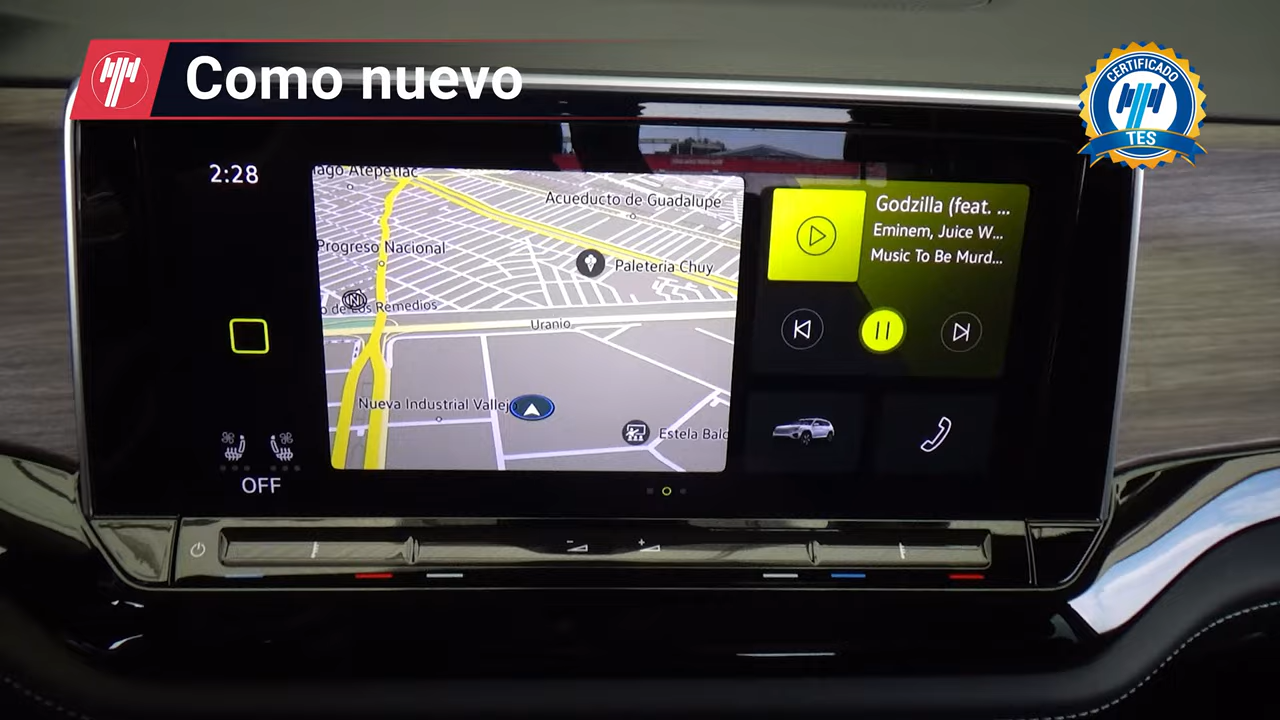 Como nuevo
CERTIFICADO
TES
2:28
Acueducto de Guadalupe
Progreso Nacional
Paletería Chuy
o de Los Remedios
Uranio
Nueva Industrial Vallejo
Estela Balc
Godzilla (feat. ...
Eminem, Juice W...
Music To Be Murd...
OFF